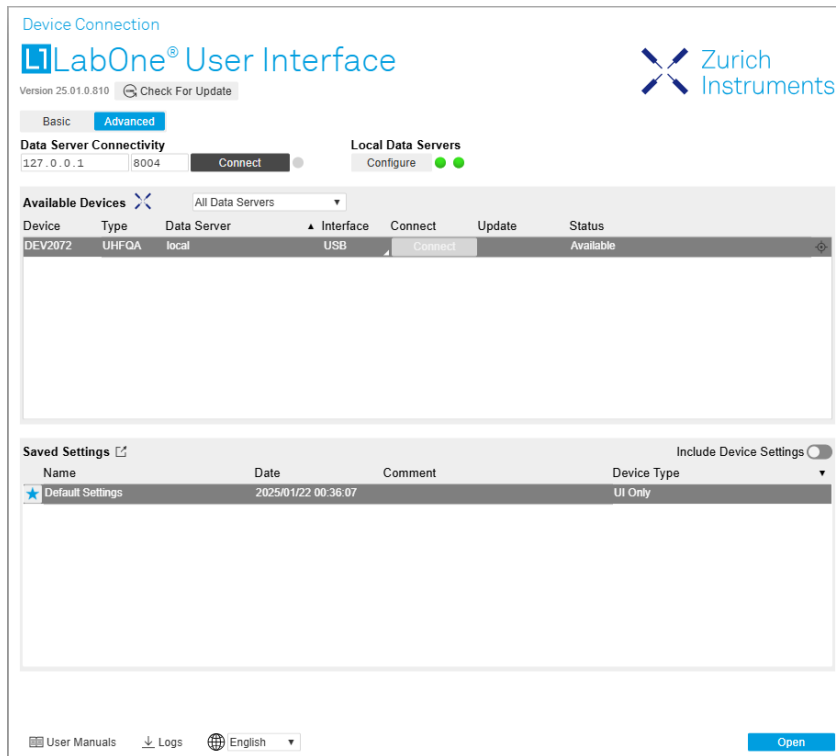 Device Connection
L1 LabOne® User Interface
Zurich Instruments
Version 25.01.0.810 Check For Update
Basic Advanced
Data Server Connectivity Local Data Servers
127.0.0.1 8004 Connect Configure
Available Devices All Data Servers
Device Type Data Server Interface Connect Update Status
DEV2072 UHFQA local USB Connect Available
Saved Settings Include Device Settings
Name Date Comment Device Type
Default Settings 2025/01/22 00:36:07 UI Only
User Manuals Logs English Open